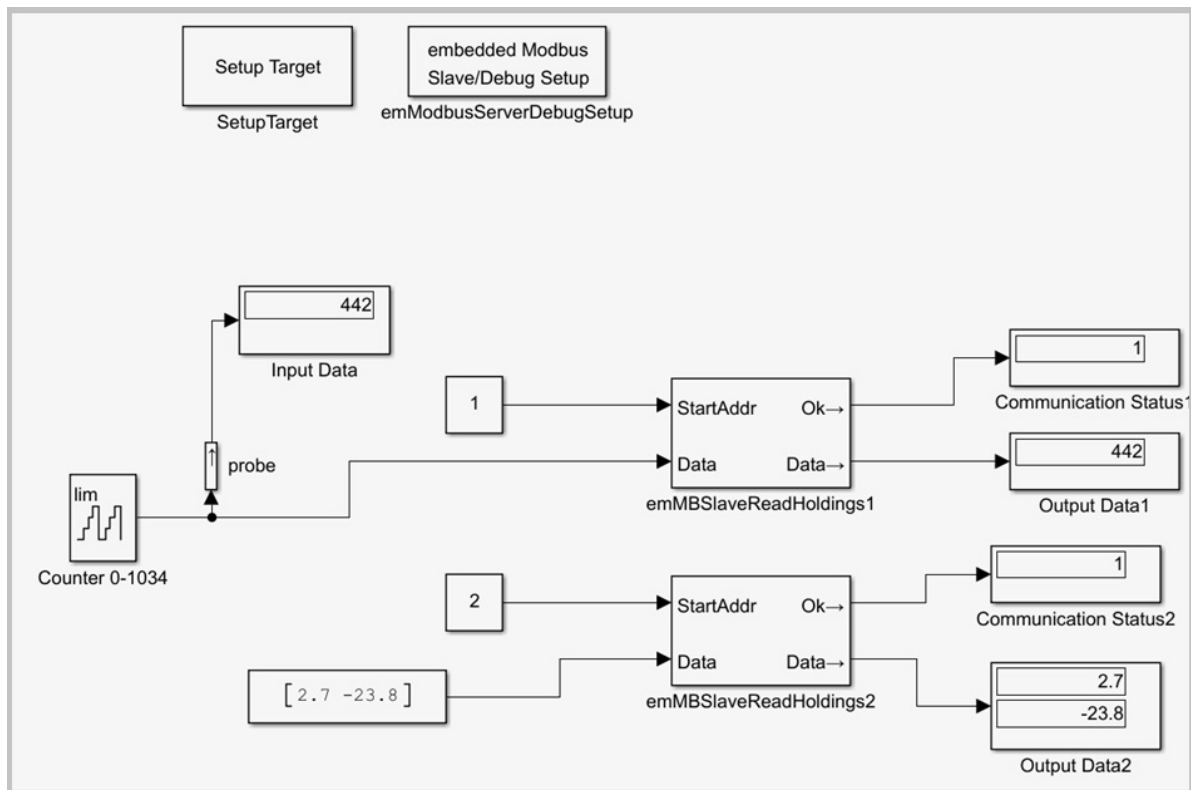 Setup Target
SetupTarget
embedded Modbus
Slave/Debug Setup
emModbusServerDebugSetup
442
Input Data
probe
lim
Counter 0-1034
1
StartAddr Ok→
Data Data→
emMBSlaveReadHoldings1
1
Communication Status1
442
Output Data1
2
[2.7 -23.8]
StartAddr Ok→
Data Data→
emMBSlaveReadHoldings2
1
Communication Status2
2.7
-23.8
Output Data2